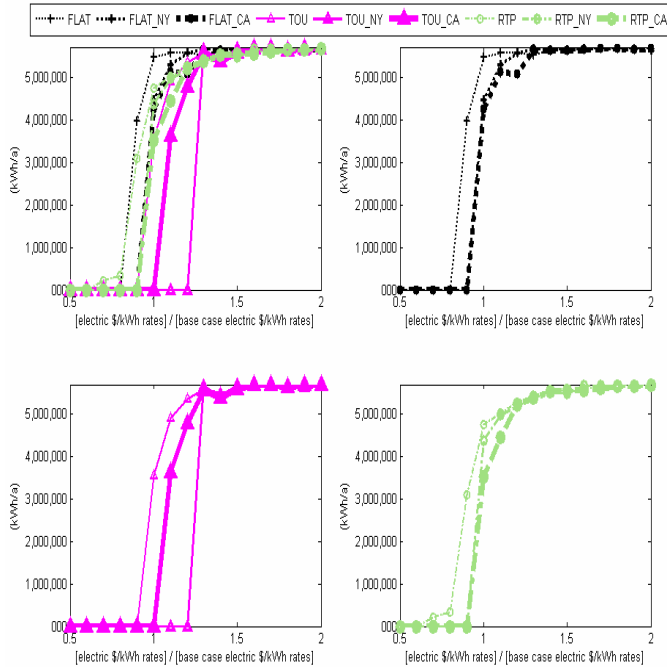 FLAT FLAT_NY FLAT_CA TOU TOU_NY TOU_CA RTP RTP_NY RTP_CA
5,000,000
4,000,000
3,000,000
2,000,000
1,000,000
000
(kWh/a)
0.5 1 1.5 2
[electric $/kWh rates] / [base case electric $/kWh rates]
5,000,000
4,000,000
3,000,000
2,000,000
1,000,000
000
(kWh/a)
0.5 1 1.5 2
[electric $/kWh rates] / [base case electric $/kWh rates]
5,000,000
4,000,000
3,000,000
2,000,000
1,000,000
000
(kWh/a)
0.5 1 1.5 2
[electric $/kWh rates] / [base case electric $/kWh rates]
5,000,000
4,000,000
3,000,000
2,000,000
1,000,000
000
(kWh/a)
0.5 1 1.5 2
[electric $/kWh rates] / [base case electric $/kWh rates]